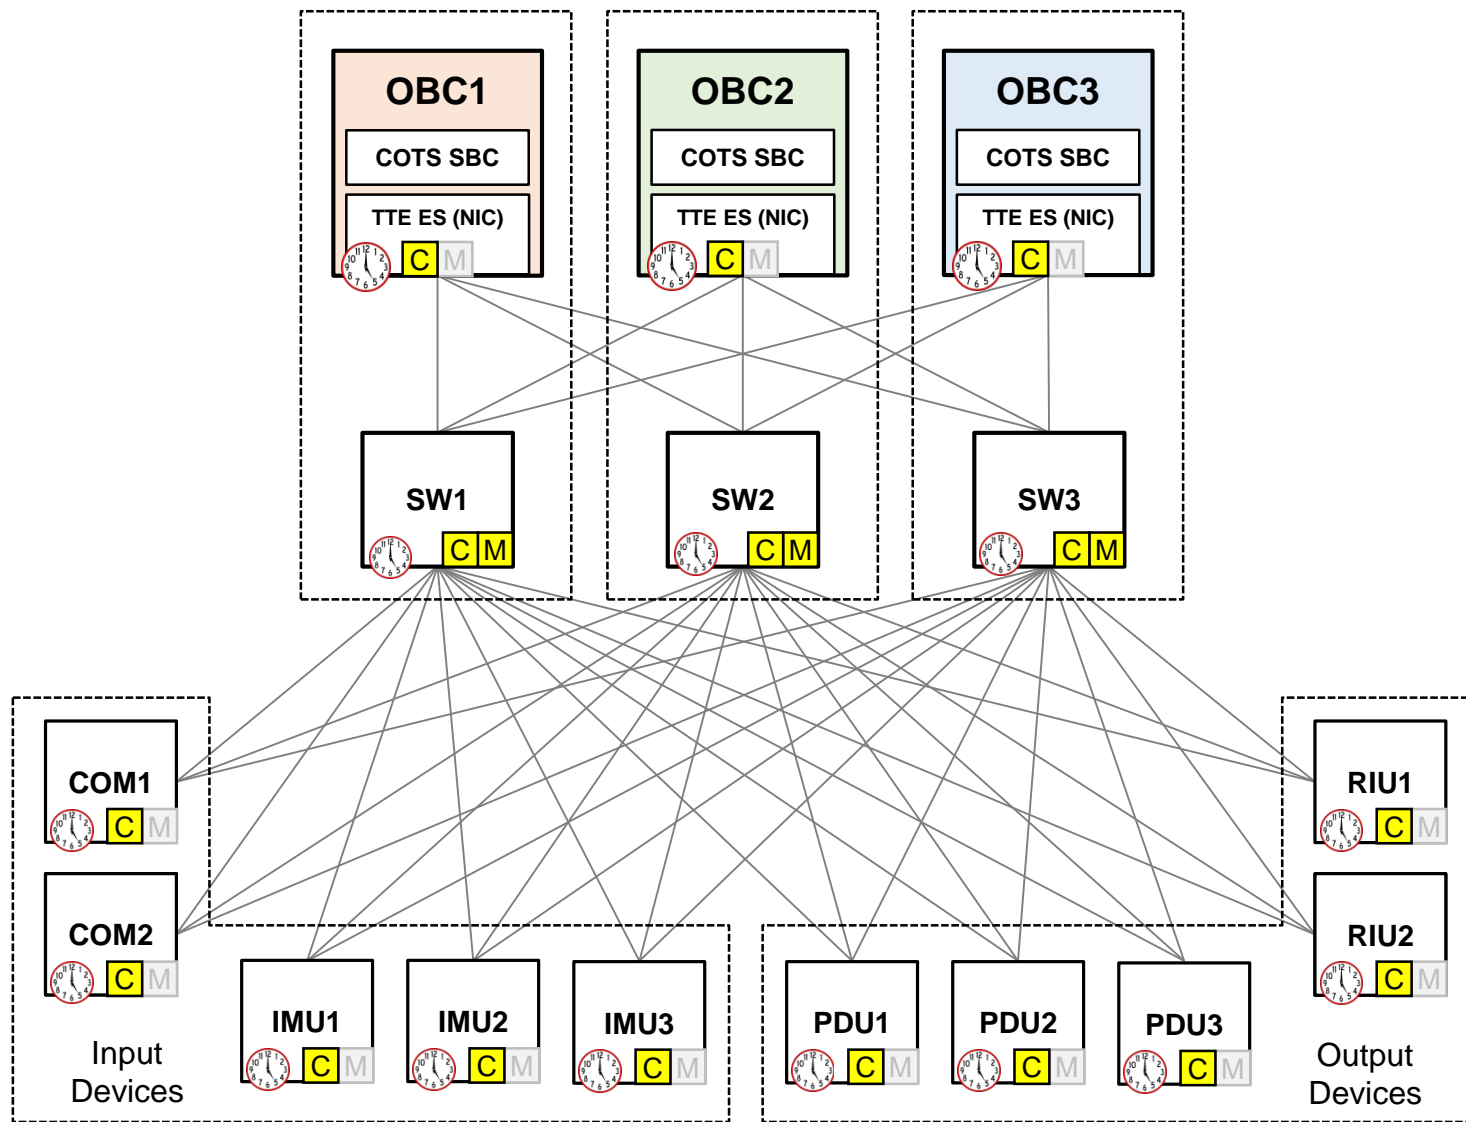 OBC1
COTS SBC
TTE ES (NIC)
C M
OBC2
COTS SBC
TTE ES (NIC)
C M
OBC3
COTS SBC
TTE ES (NIC)
C M
SW1
C M
SW2
C M
SW3
C M
COM1
C M
COM2
C M
Input
Devices
IMU1
C M
IMU2
C M
IMU3
C M
PDU1
C M
PDU2
C M
PDU3
C M
RIU1
C M
RIU2
C M
Output
Devices